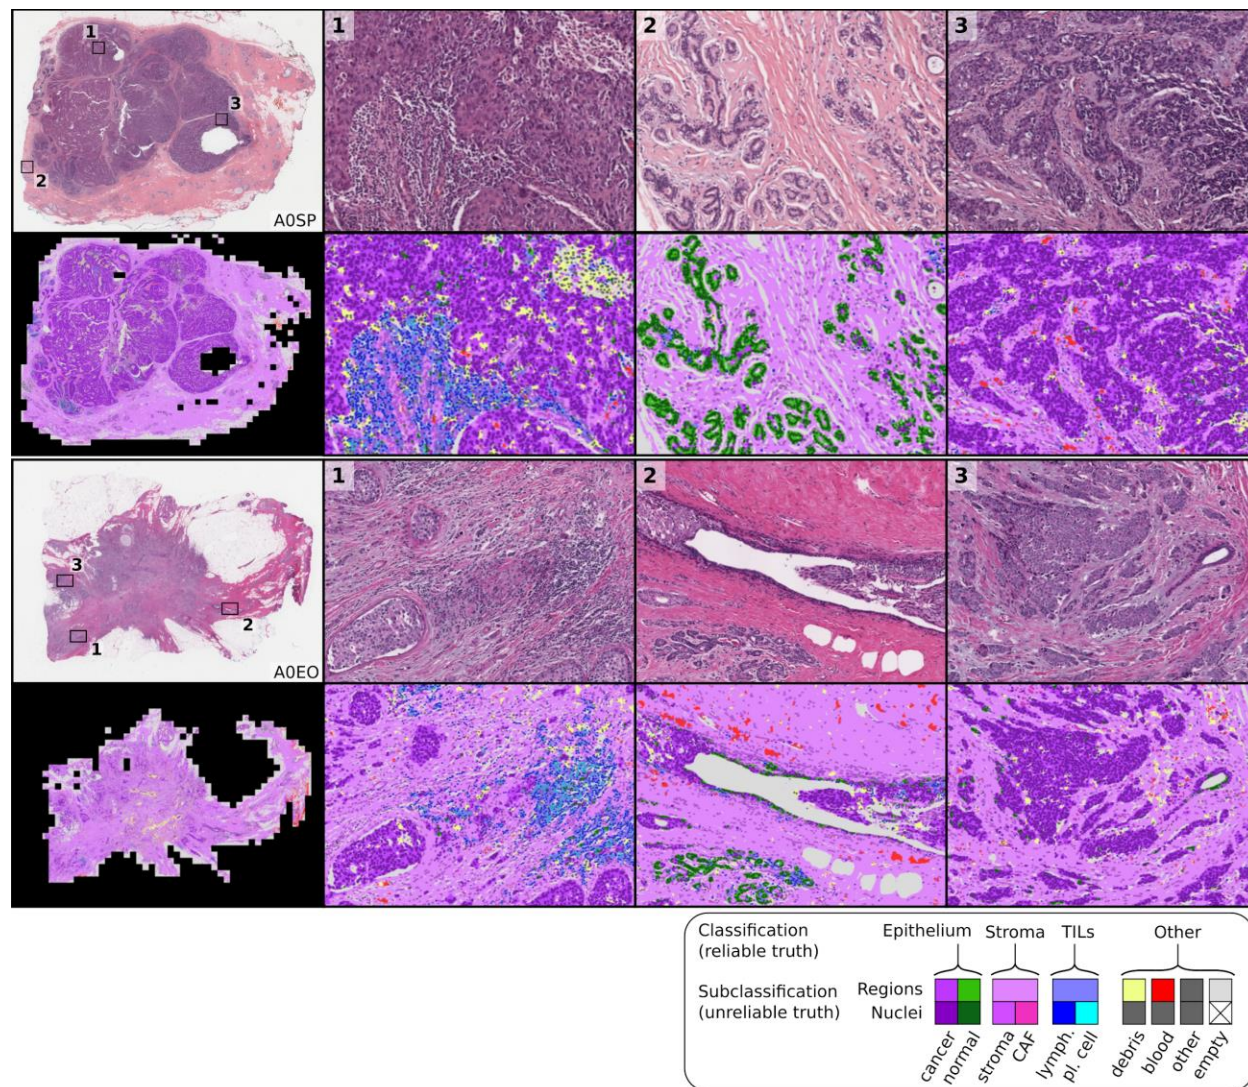 1
2
3
1
3
2
A0SP
1
2
3
3
2
1
A0EO
Classification
(reliable truth)
Epithelium Stroma TILs Other
Subclassification
(unreliable truth)
Regions
Nuclei
cancer
normal
stroma
CAF
lymph.
pl. cell
debris
blood
other
empty